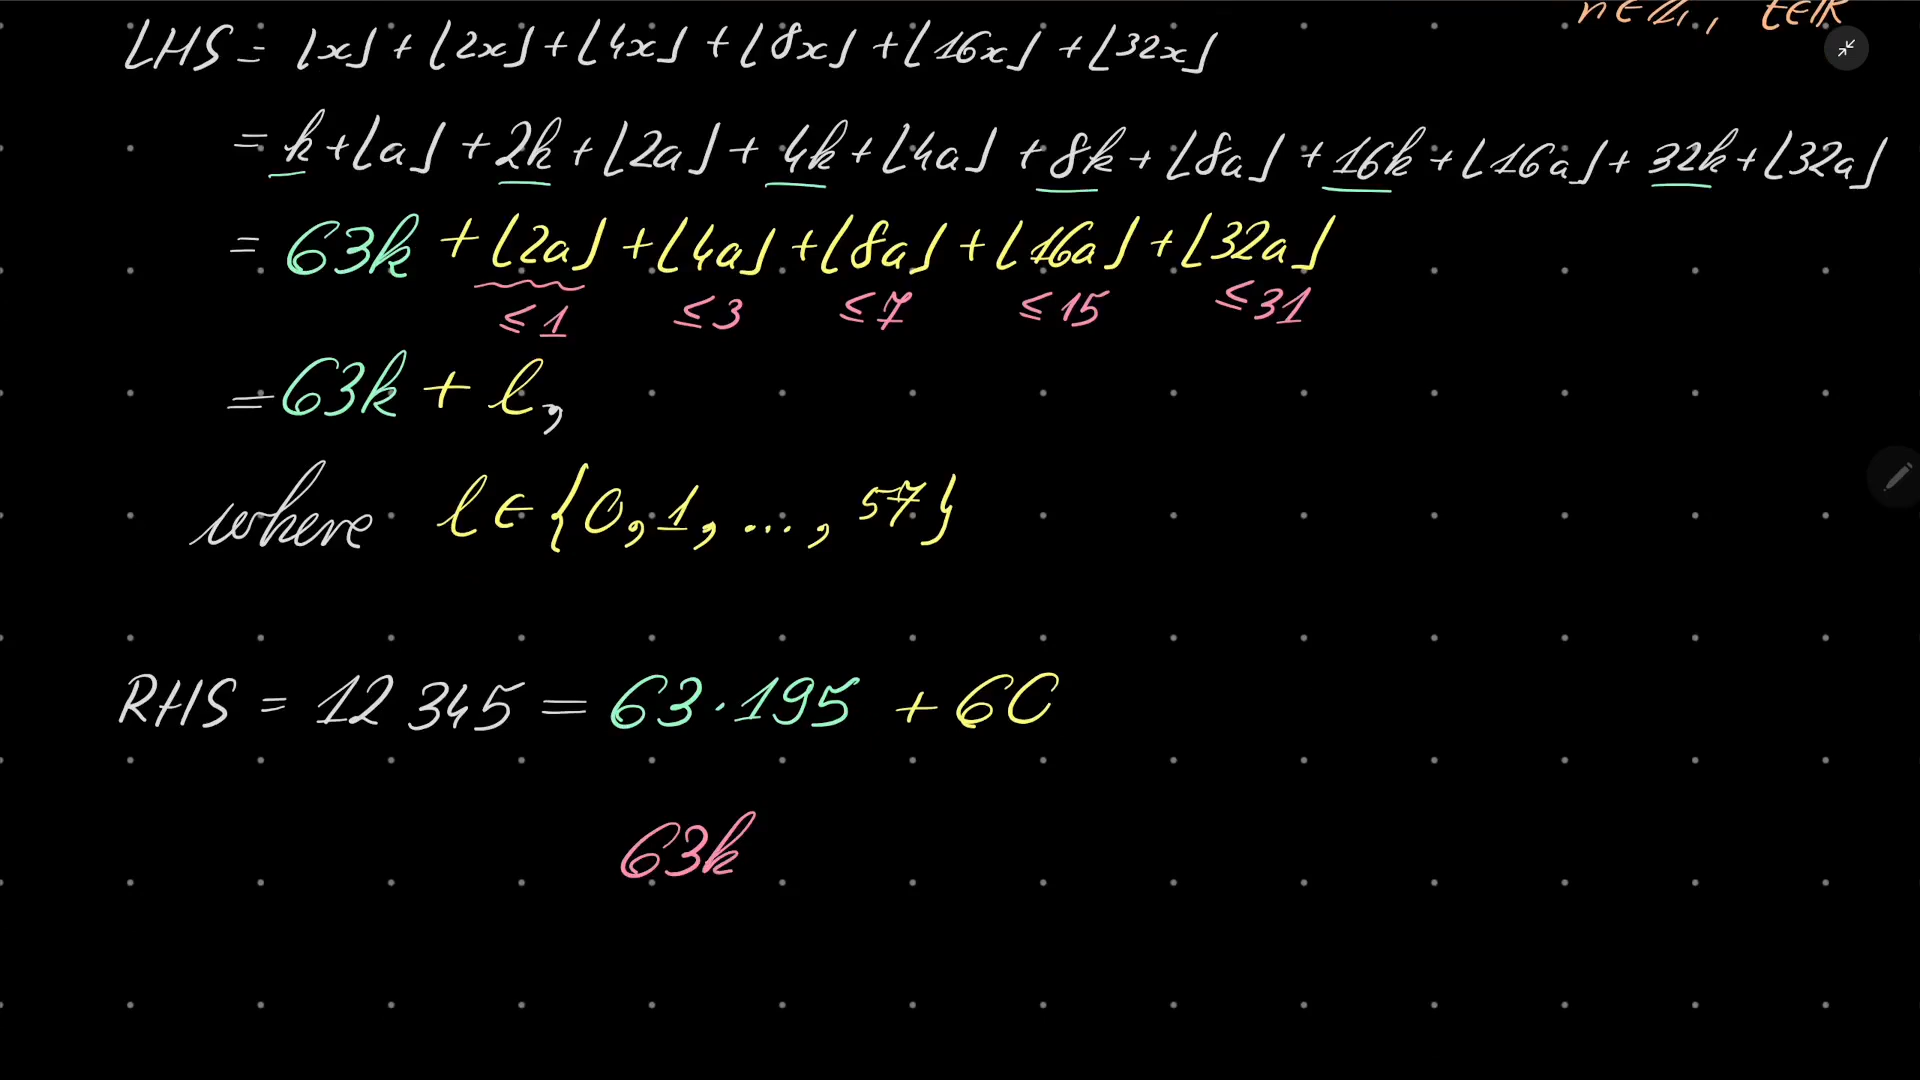 n∈ℤ, t∈ℝ
LHS = ⌊x⌋ + ⌊2x⌋ + ⌊4x⌋ + ⌊8x⌋ + ⌊16x⌋ + ⌊32x⌋
= k + ⌊a⌋ + 2k + ⌊2a⌋ + 4k + ⌊4a⌋ + 8k + ⌊8a⌋ + 16k + ⌊16a⌋ + 32k + ⌊32a⌋
= 63k + ⌊2a⌋ + ⌊4a⌋ + ⌊8a⌋ + ⌊16a⌋ + ⌊32a⌋
≤ 1 ≤ 3 ≤ 7 ≤ 15 ≤ 31
= 63k + ℓ,
where ℓ ∈ {0, 1, ..., 57}
RHS = 12 345 = 63·195 + 60
63k